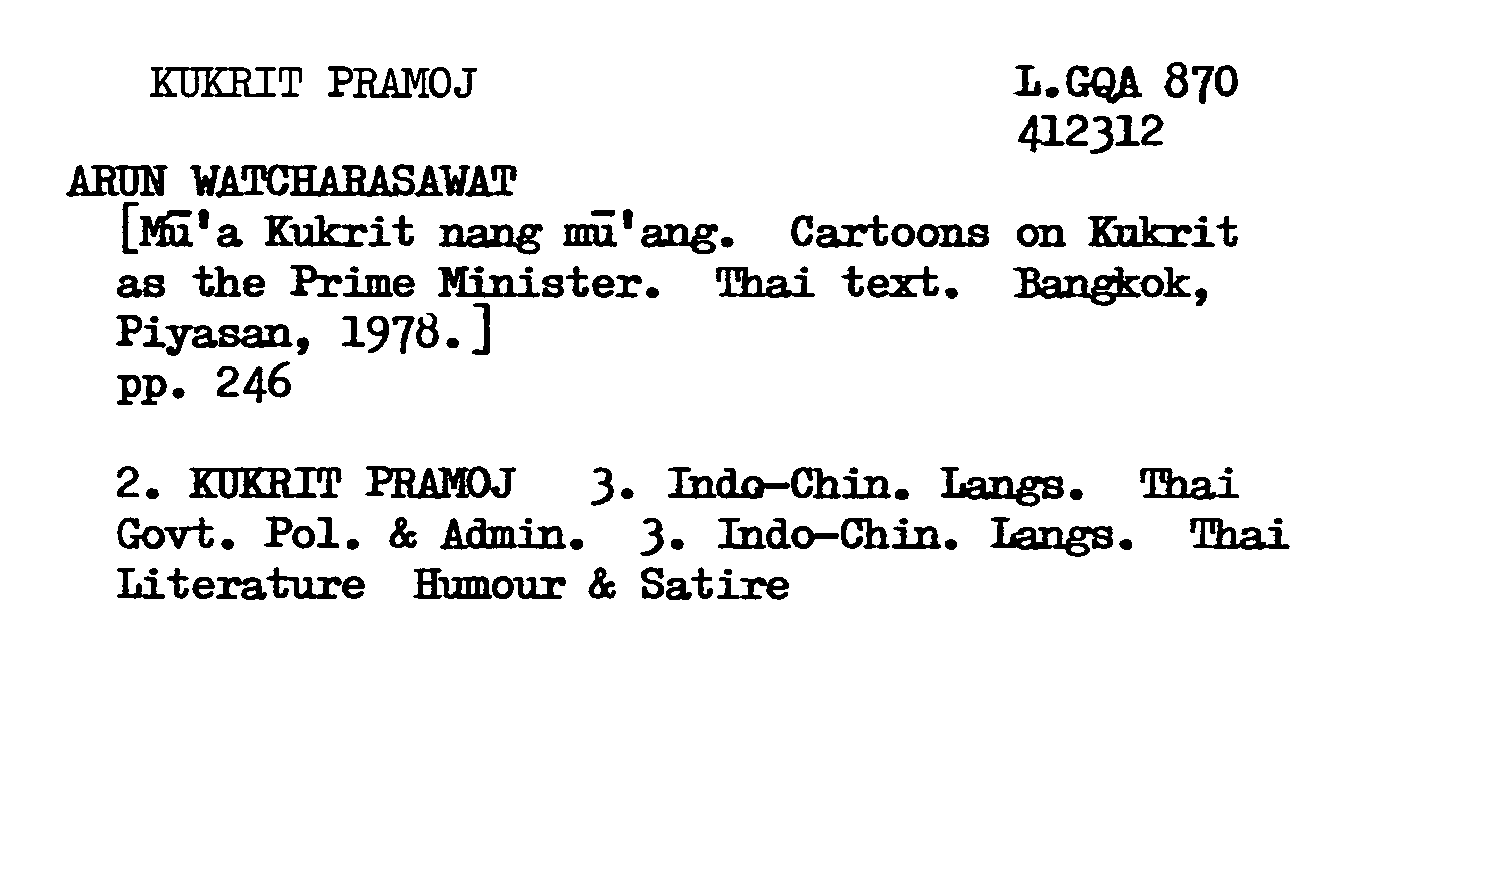 KUKRIT PRAMOJ L.GQA 870
412312
ARUN WATCHARASAWAT
[Mū'a Kukrit nang mū'ang. Cartoons on Kukrit
as the Prime Minister. Thai text. Bangkok,
Piyasan, 1978.]
pp. 246
2. KUKRIT PRAMOJ 3. Indo-Chin. Langs. Thai
Govt. Pol. & Admin. 3. Indo-Chin. Langs. Thai
Literature Humour & Satire